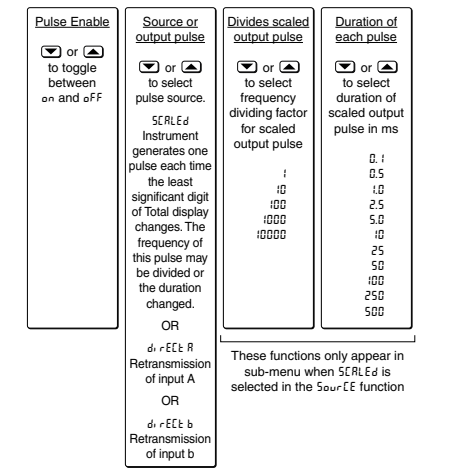 Pulse Enable
▼ or ▲
to toggle
between
on and oFF
Source or
output pulse
▼ or ▲
to select
pulse source.
SCALEd
Instrument
generates one
pulse each time
the least
significant digit
of Total display
changes. The
frequency of
this pulse may
be divided or
the duration
changed.
OR
dirECt A
Retransmission
of input A
OR
dirECt b
Retransmission
of input b
Divides scaled
output pulse
▼ or ▲
to select
frequency
dividing factor
for scaled
output pulse
1
10
100
1000
10000
Duration of
each pulse
▼ or ▲
to select
duration of
scaled output
pulse in ms
0.1
0.5
1.0
2.5
5.0
10
25
50
100
250
500
These functions only appear in
sub-menu when SCALEd is
selected in the SourCE function